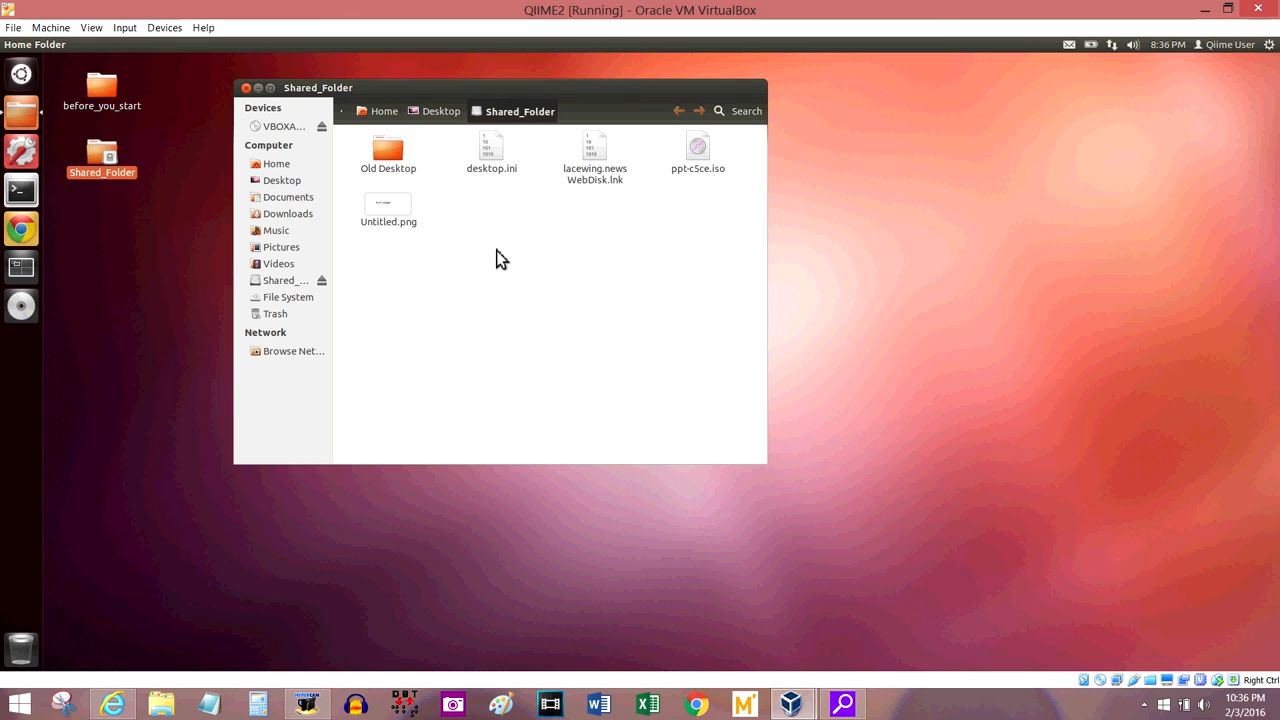 QIIME2 [Running] - Oracle VM VirtualBox
File Machine View Input Devices Help
Home Folder
8:36 PM Qiime User
before_you_start
Shared_Folder
Shared_Folder
Devices
VBOXA...
Computer
Home
Desktop
Documents
Downloads
Music
Pictures
Videos
Shared_...
File System
Trash
Network
Browse Net...
Home Desktop Shared_Folder Search
Old Desktop
desktop.ini
lacewing.news
WebDisk.lnk
ppt-c5ce.iso
Untitled.png
Right Ctrl
10:36 PM
2/3/2016